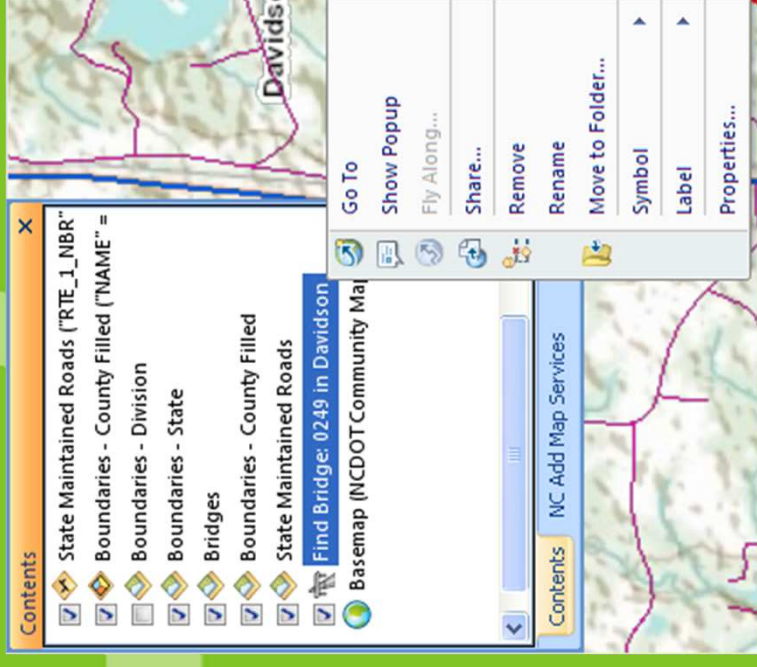 Contents
State Maintained Roads ("RTE_1_NBR"
Boundaries - County Filled ("NAME" =
Boundaries - Division
Boundaries - State
Bridges
Boundaries - County Filled
State Maintained Roads
Find Bridge: 0249 in Davidson
Basemap (NCDOT Community Map
Contents
NC Add Map Services
Davids
Go To
Show Popup
Fly Along...
Share...
Remove
Rename
Move to Folder...
Symbol
Label
Properties...